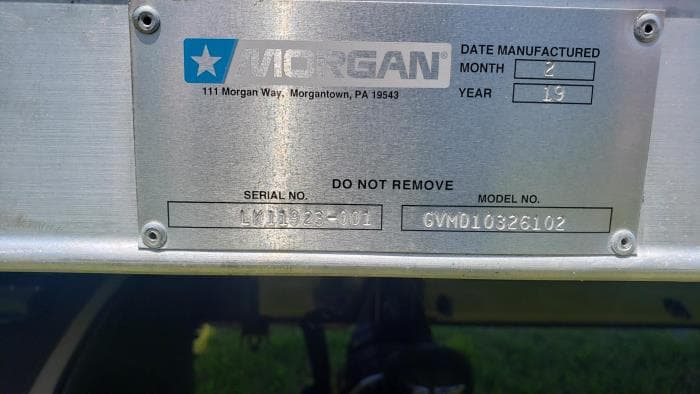 MORGAN®
111 Morgan Way, Morgantown, PA 19543
DATE MANUFACTURED
MONTH 2
YEAR 19
DO NOT REMOVE
SERIAL NO.
MODEL NO.
GVMD10326102